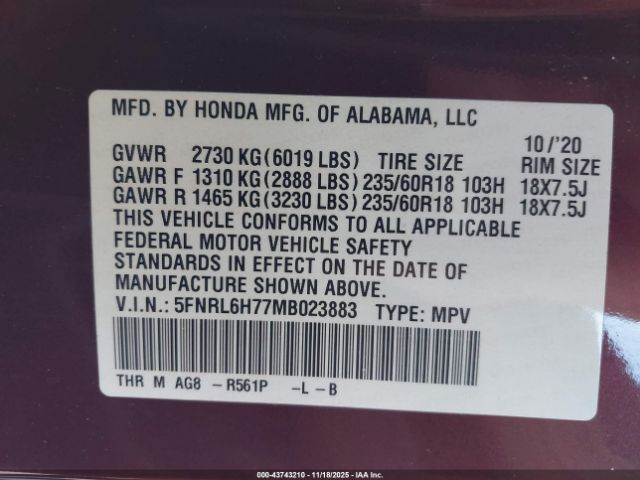 MFD. BY HONDA MFG. OF ALABAMA, LLC
10/'20
GVWR 2730 KG(6019 LBS) TIRE SIZE RIM SIZE
GAWR F 1310 KG(2888 LBS) 235/60R18 103H 18X7.5J
GAWR R 1465 KG(3230 LBS) 235/60R18 103H 18X7.5J
THIS VEHICLE CONFORMS TO ALL APPLICABLE
FEDERAL MOTOR VEHICLE SAFETY
STANDARDS IN EFFECT ON THE DATE OF
MANUFACTURE SHOWN ABOVE.
V.I.N.: 5FNRL6H77MB023883 TYPE: MPV
THR M AG8 -R561P -L-B
000-43743210 - 11/18/2025 - IAA Inc.